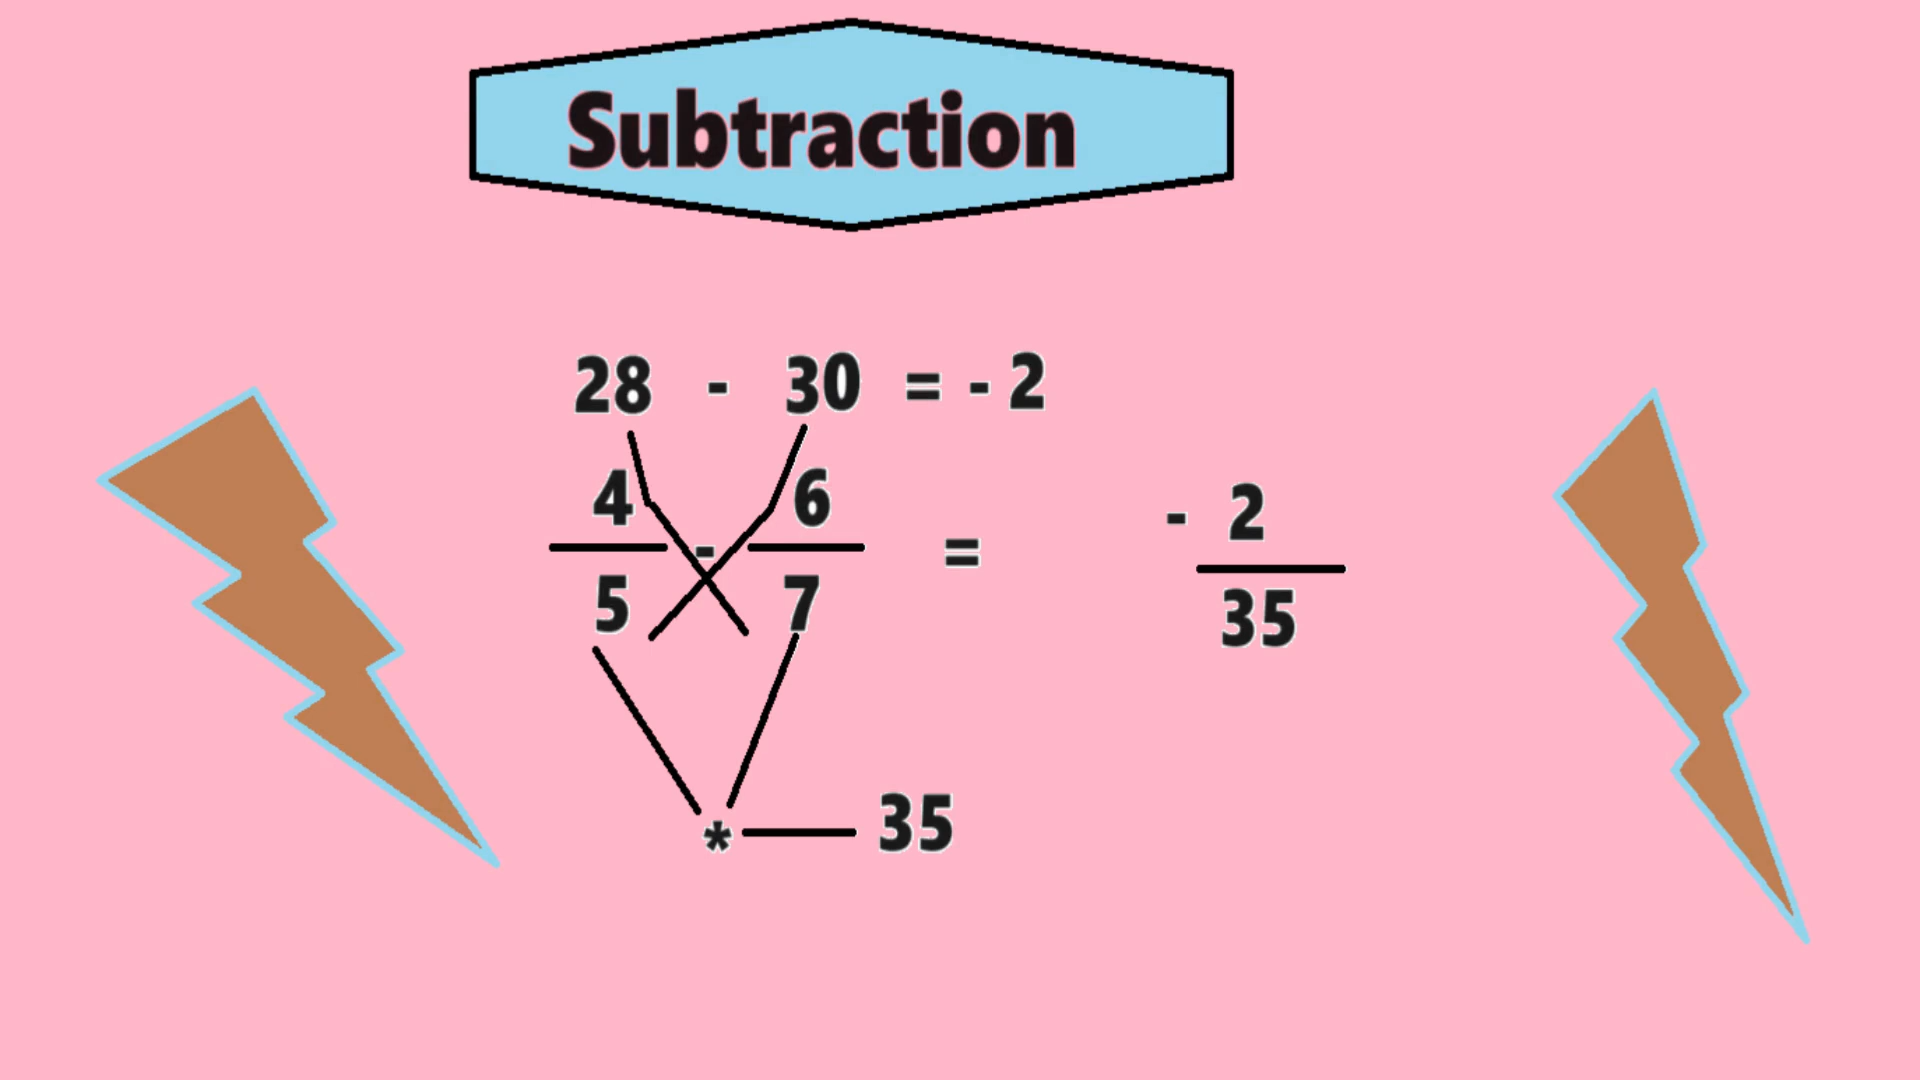 Subtraction
28 - 30 = - 2
4 6
- = - 2
5 7 35
* 35